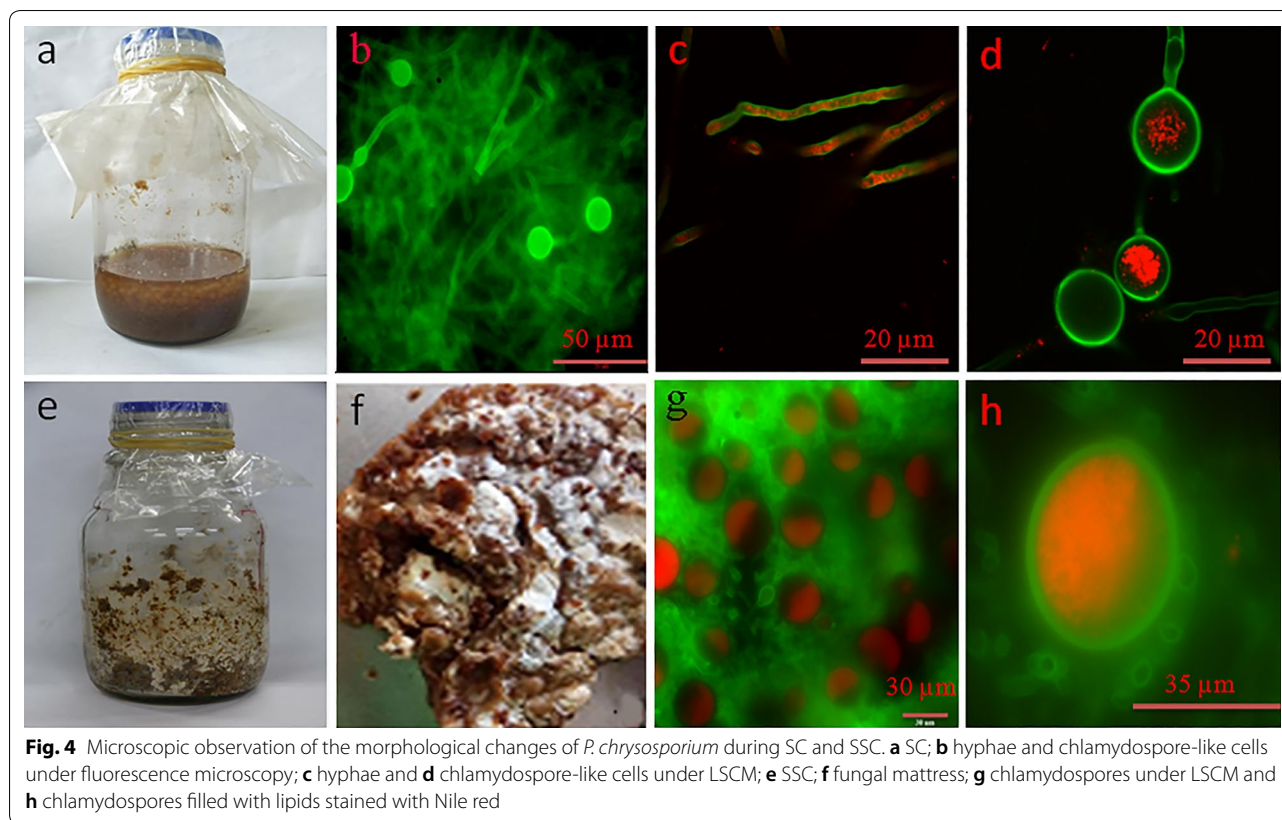 a
b
c
d
50 µm
20 µm
20 µm
e
f
g
h
30 µm
30 µm
35 µm
Fig. 4 Microscopic observation of the morphological changes of P. chrysosporium during SC and SSC. a SC; b hyphae and chlamydospore-like cells
under fluorescence microscopy; c hyphae and d chlamydospore-like cells under LSCM; e SSC; f fungal mattress; g chlamydospores under LSCM and
h chlamydospores filled with lipids stained with Nile red